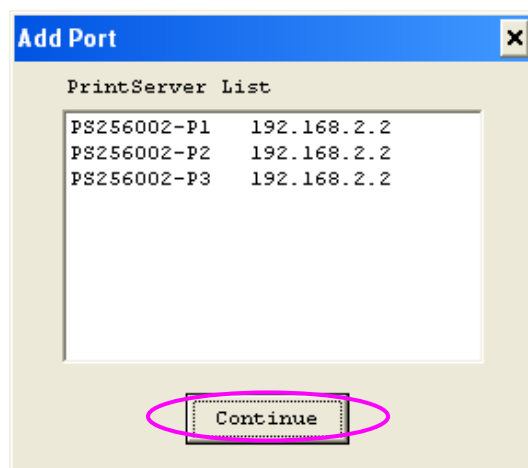 Add Port
PrintServer List
PS256002-P1 192.168.2.2
PS256002-P2 192.168.2.2
PS256002-P3 192.168.2.2
Continue